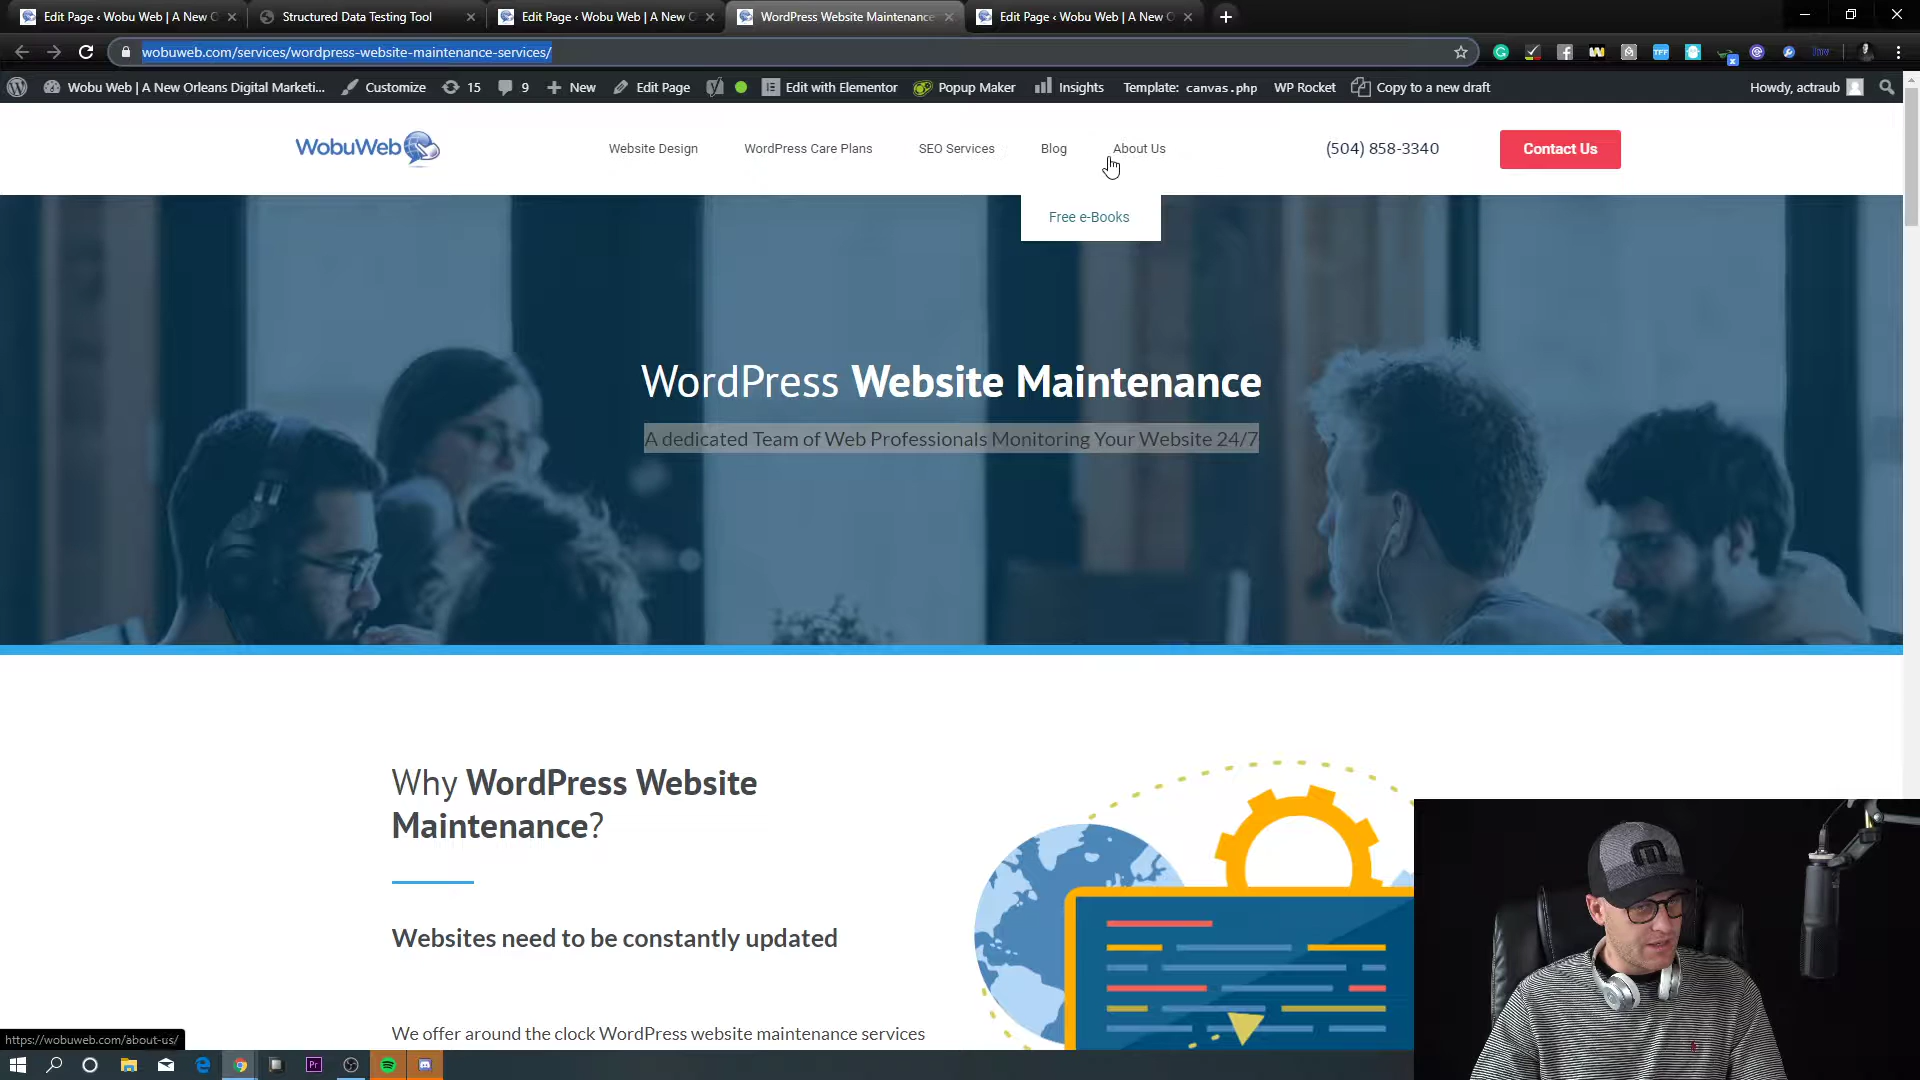 Edit Page ‹ Wobu Web | A New O
Structured Data Testing Tool
Edit Page ‹ Wobu Web | A New O
WordPress Website Maintenance
Edit Page ‹ Wobu Web | A New O
wobuweb.com/services/wordpress-website-maintenance-services/
Wobu Web | A New Orleans Digital Marketi...
Customize
15
9
New
Edit Page
Edit with Elementor
Popup Maker
Insights
Template: canvas.php
WP Rocket
Copy to a new draft
Howdy, actraub
WobuWeb
Website Design
WordPress Care Plans
SEO Services
Blog
About Us
(504) 858-3340
Contact Us
Free e-Books
WordPress Website Maintenance
A dedicated Team of Web Professionals Monitoring Your Website 24/7
Why WordPress Website
Maintenance?
Websites need to be constantly updated
We offer around the clock WordPress website maintenance services
https://wobuweb.com/about-us/
Pr